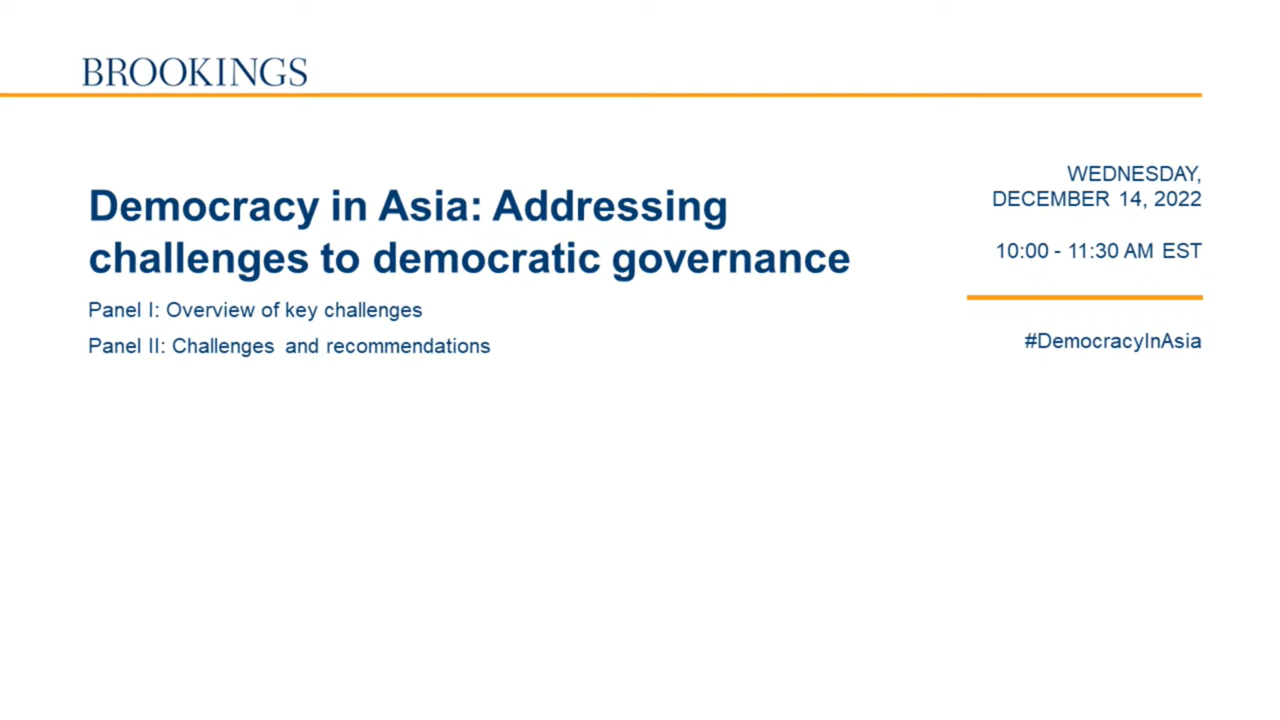 BROOKINGS
Democracy in Asia: Addressing
challenges to democratic governance
Panel I: Overview of key challenges
Panel II: Challenges and recommendations
WEDNESDAY,
DECEMBER 14, 2022
10:00 - 11:30 AM EST
#DemocracyInAsia